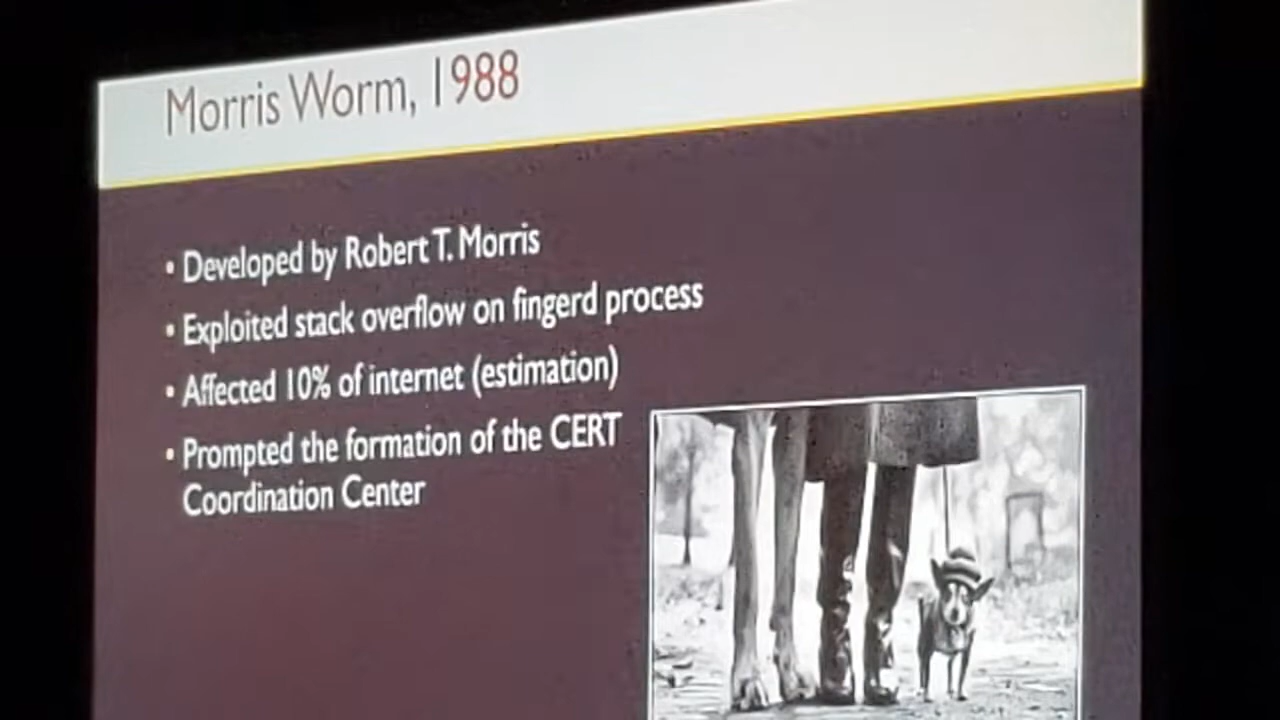 Morris Worm, 1988
• Developed by Robert T. Morris
• Exploited stack overflow on fingerd process
• Affected 10% of internet (estimation)
• Prompted the formation of the CERT
Coordination Center